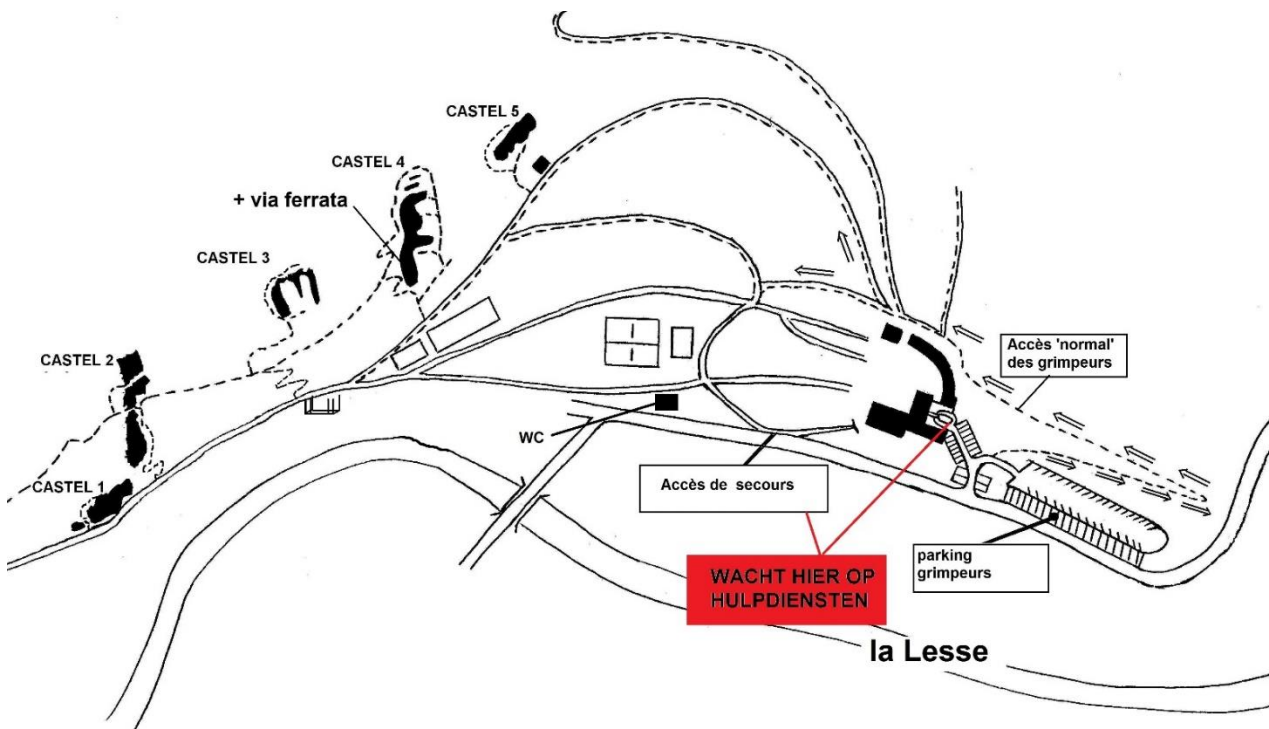 CASTEL 5
CASTEL 4
+ via ferrata
CASTEL 3
CASTEL 2
CASTEL 1
WC
Accès 'normal'
des grimpeurs
Accès de secours
parking
grimpeurs
WACHT HIER OP
HULPDIENSTEN
la Lesse